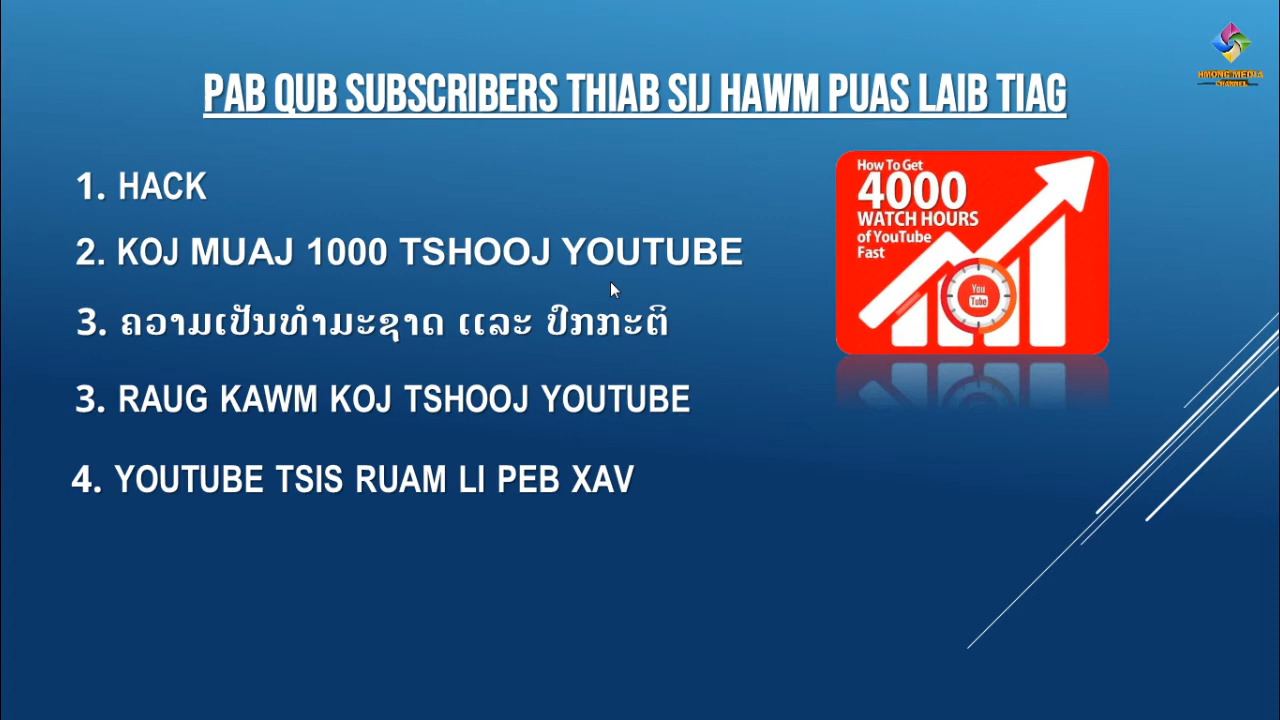 PAB QUB SUBSCRIBERS THIAB SIJ HAWM PUAS LAIB TIAG
HMONG MEDIA
CHANNEL
1. HACK
2. KOJ MUAJ 1000 TSHOOJ YOUTUBE
3. ຄວາມເປັນທຳມະຊາດ ແລະ ປົກກະຕິ
3. RAUG KAWM KOJ TSHOOJ YOUTUBE
4. YOUTUBE TSIS RUAM LI PEB XAV
How To Get
4000
WATCH HOURS
of YouTube
Fast
You
Tube